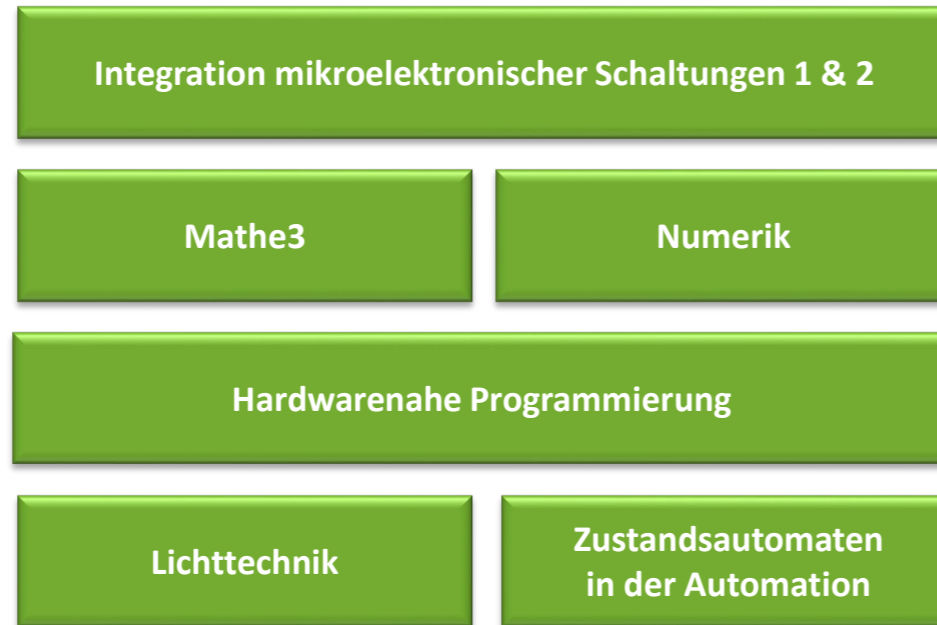 Integration mikroelektronischer Schaltungen 1 & 2
Mathe3
Numerik
Hardwarenahe Programmierung
Lichttechnik
Zustandsautomaten
in der Automation